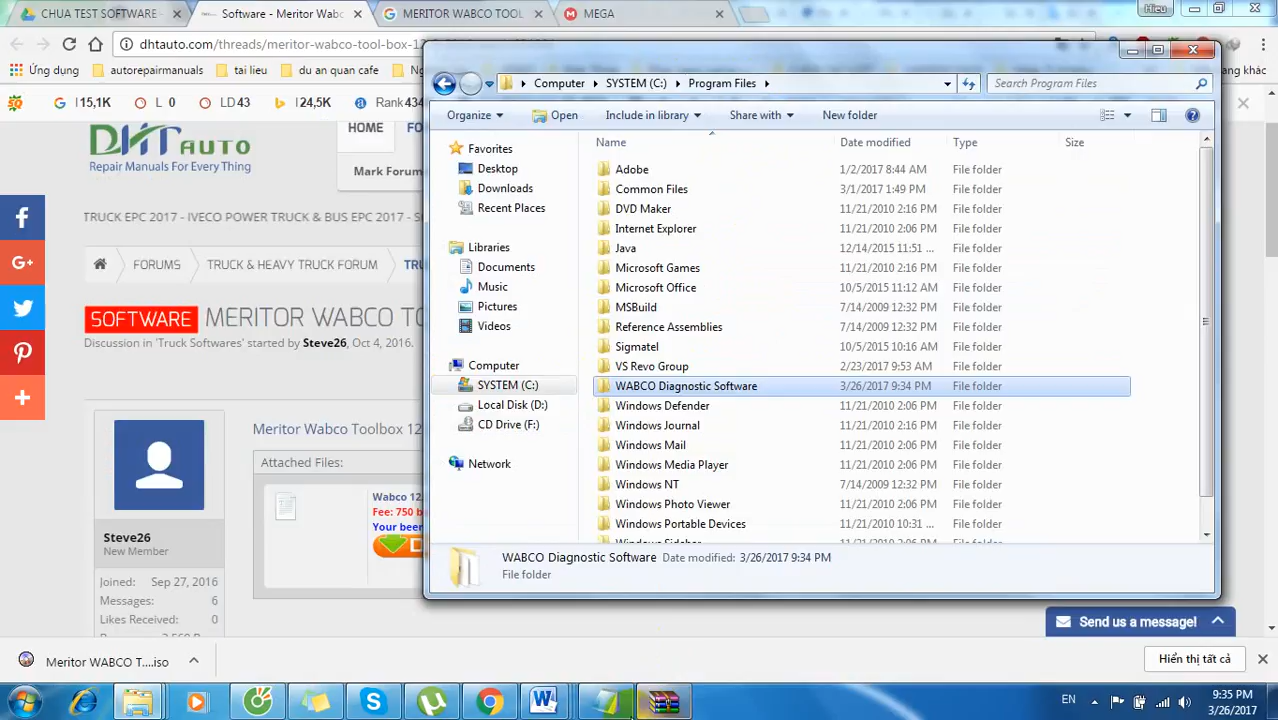 CHUA TEST SOFTWARE -
Software - Meritor Wabc
MERITOR WABCO TOOL
MEGA
Hieu
dhtauto.com/threads/meritor-wabco-tool-box-12
Ứng dụng
autorepairmanuals
tai lieu
du an quan cafe
khác
I 15,1K
L 0
LD 43
I 24,5K
Rank 434
DHT AUTO
Repair Manuals For Every Thing
HOME
FO
Mark Forum
TRUCK EPC 2017 - IVECO POWER TRUCK & BUS EPC 2017 - S
FORUMS
TRUCK & HEAVY TRUCK FORUM
TRU
SOFTWARE
MERITOR WABCO TO
Discussion in 'Truck Softwares' started by Steve26, Oct 4, 2016.
Meritor Wabco Toolbox 12
Attached Files:
Wabco 12
Fee: 750 b
Your been
D
Steve26
New Member
Joined: Sep 27, 2016
Messages: 6
Likes Received: 0
Computer
SYSTEM (C:)
Program Files
Search Program Files
Organize
Open
Include in library
Share with
New folder
Favorites
Desktop
Downloads
Recent Places
Libraries
Documents
Music
Pictures
Videos
Computer
SYSTEM (C:)
Local Disk (D:)
CD Drive (F:)
Network
Name Date modified Type Size
Adobe 1/2/2017 8:44 AM File folder
Common Files 3/1/2017 1:49 PM File folder
DVD Maker 11/21/2010 2:16 PM File folder
Internet Explorer 11/21/2010 2:06 PM File folder
Java 12/14/2015 11:51 ... File folder
Microsoft Games 11/21/2010 2:16 PM File folder
Microsoft Office 10/5/2015 11:12 AM File folder
MSBuild 7/14/2009 12:32 PM File folder
Reference Assemblies 7/14/2009 12:32 PM File folder
Sigmatel 10/5/2015 10:16 AM File folder
VS Revo Group 2/23/2017 9:53 AM File folder
WABCO Diagnostic Software 3/26/2017 9:34 PM File folder
Windows Defender 11/21/2010 2:06 PM File folder
Windows Journal 11/21/2010 2:06 PM File folder
Windows Mail 11/21/2010 2:06 PM File folder
Windows Media Player 11/21/2010 2:06 PM File folder
Windows NT 7/14/2009 12:32 PM File folder
Windows Photo Viewer 11/21/2010 2:06 PM File folder
Windows Portable Devices 11/21/2010 10:31 ... File folder
WABCO Diagnostic Software Date modified: 3/26/2017 9:34 PM
File folder
Send us a message!
Meritor WABCO T....iso
Hiển thị tất cả
EN
9:35 PM
3/26/2017